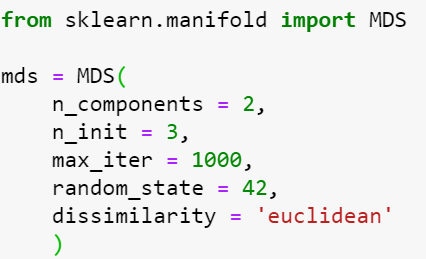 from sklearn.manifold import MDS
mds = MDS(
n_components = 2,
n_init = 3,
max_iter = 1000,
random_state = 42,
dissimilarity = 'euclidean'
)